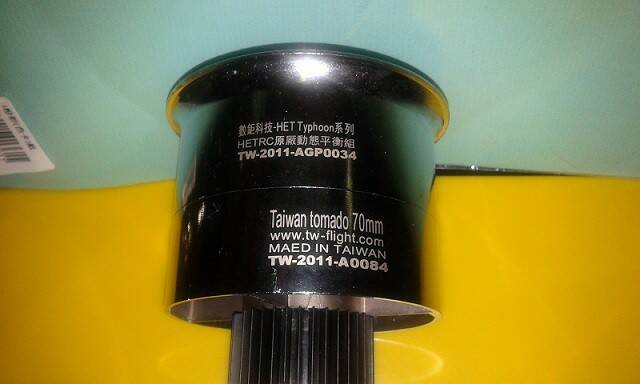 數鉅科技-HET Typhoon系列
HETRC原廠動態平衡組
TW-2011-AGP0034
Taiwan tomado 70mm
www.tw-flight.com
MAED IN TAIWAN
TW-2011-A0084